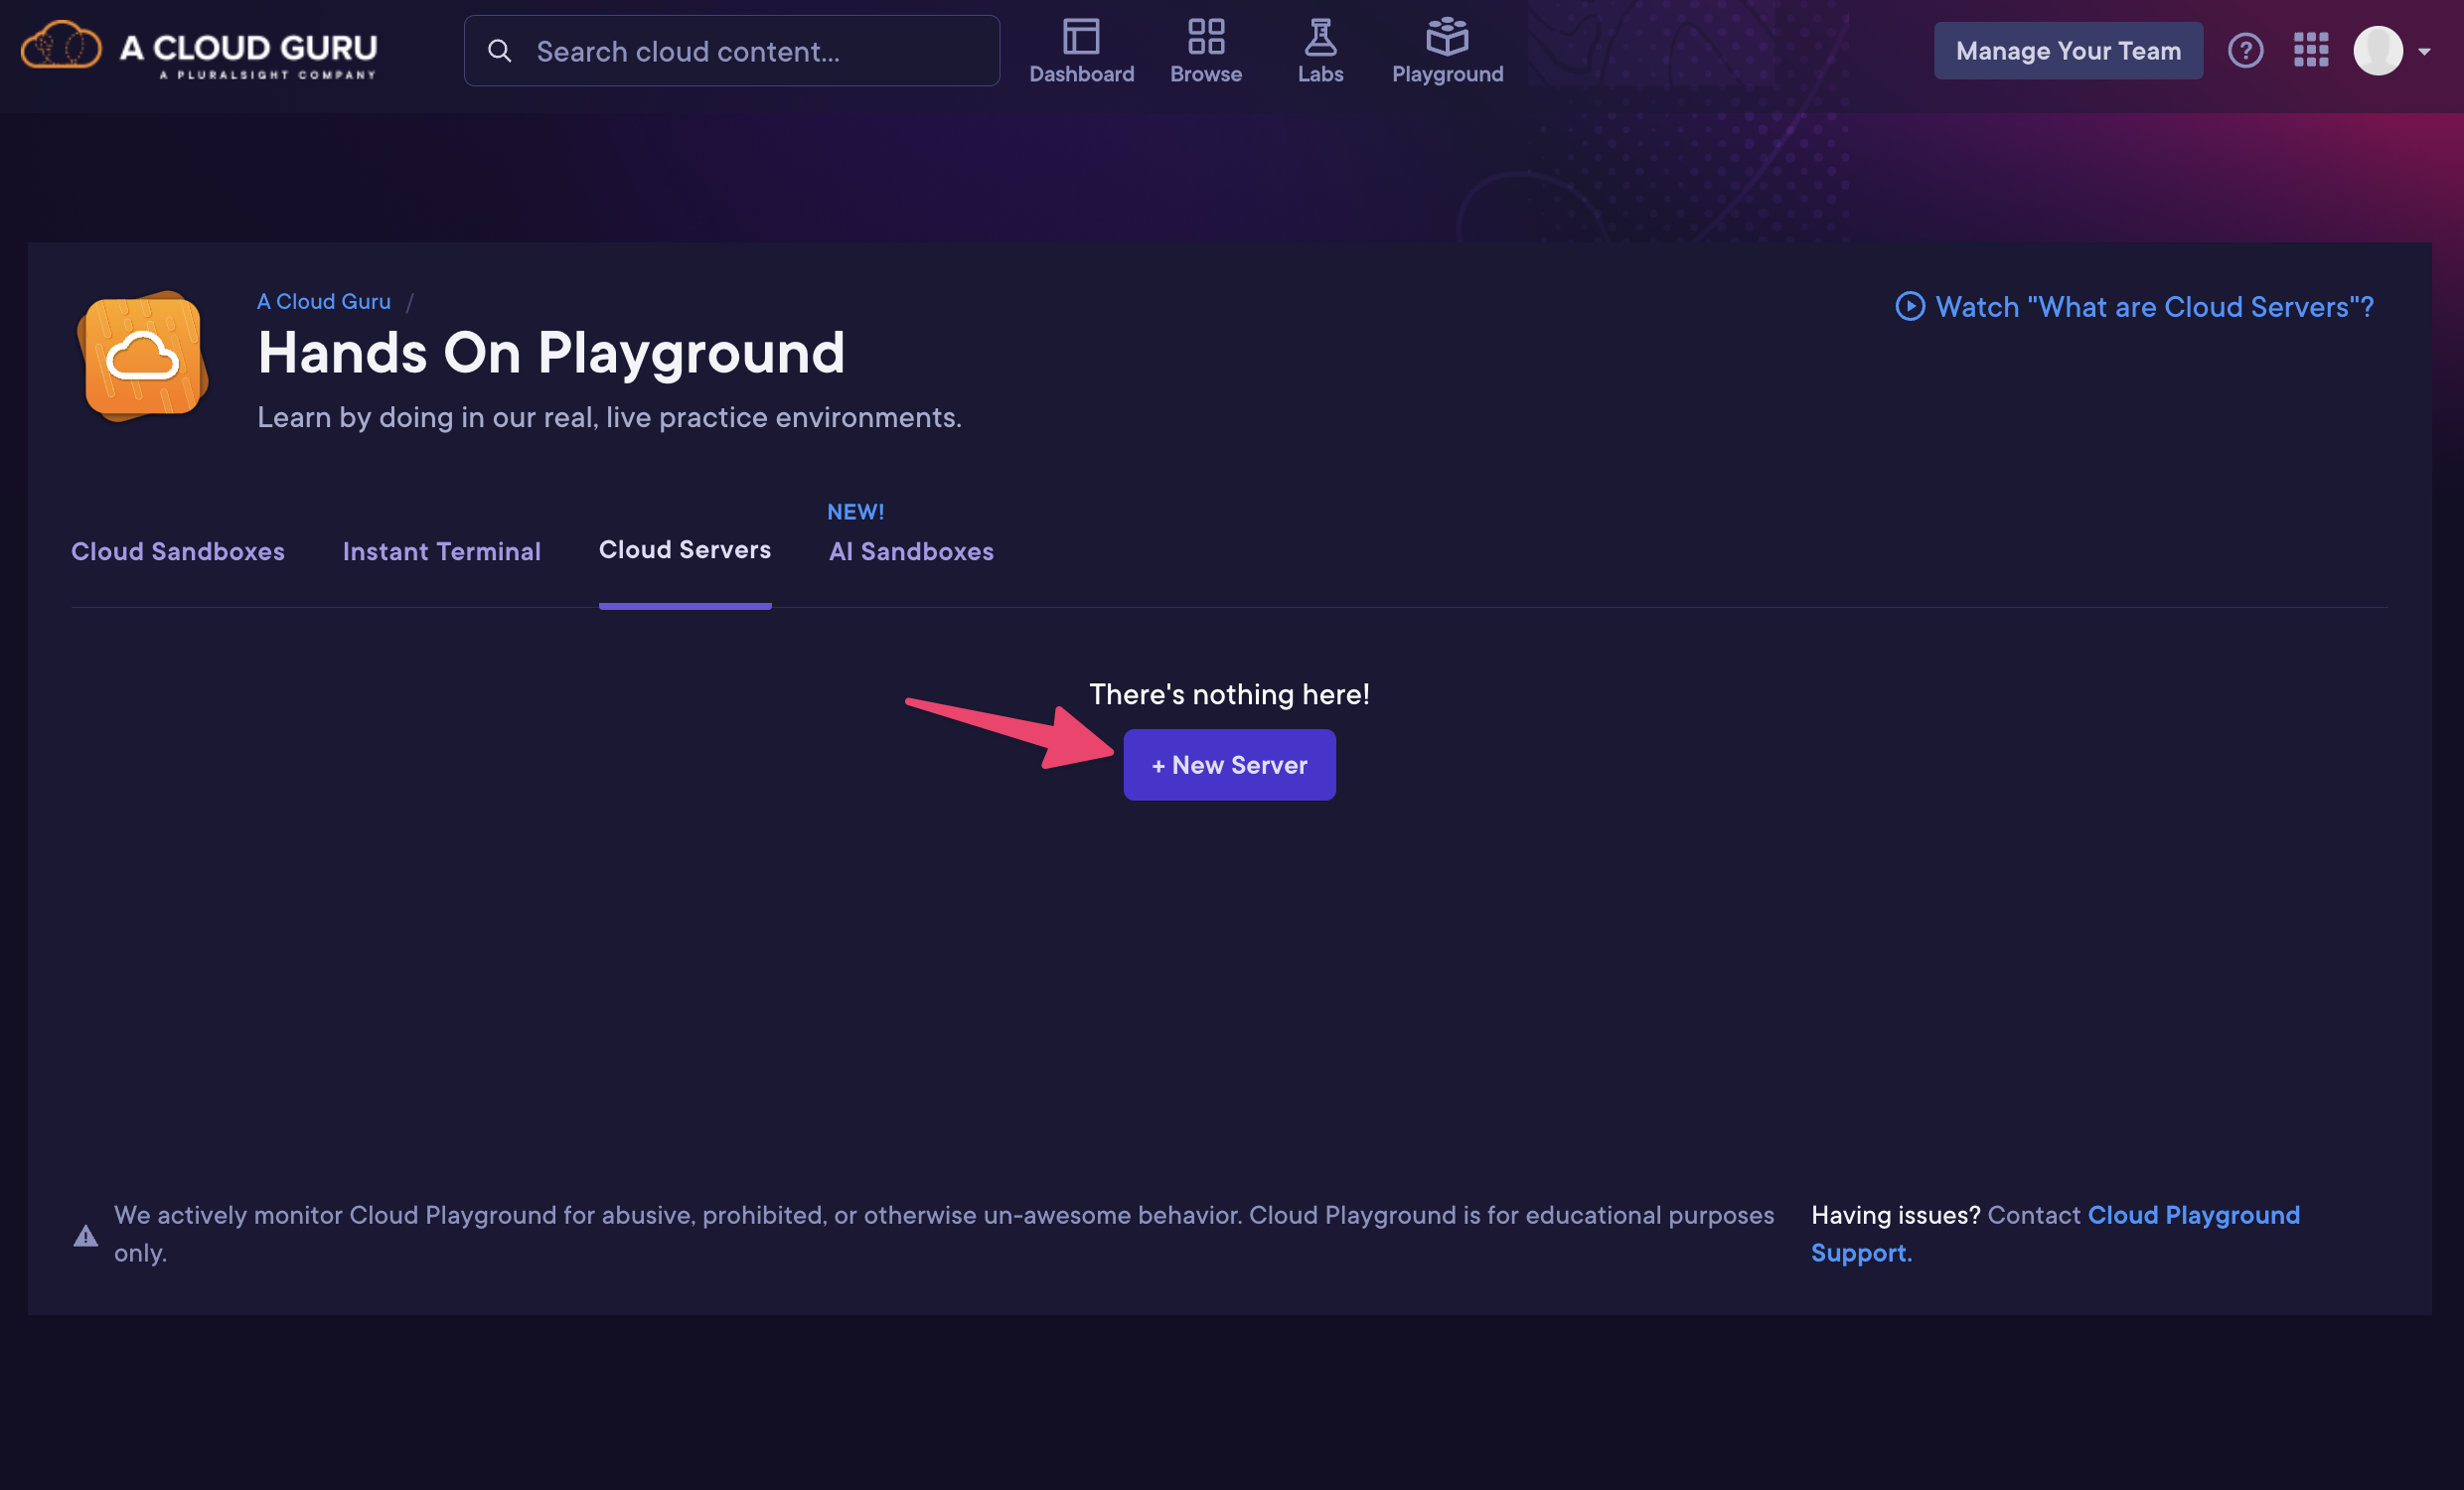 A CLOUD GURU
A PLURALSIGHT COMPANY
Search cloud content...
Dashboard
Browse
Labs
Playground
Manage Your Team
?
A Cloud Guru /
Watch "What are Cloud Servers"?
Hands On Playground
Learn by doing in our real, live practice environments.
NEW!
Cloud Sandboxes
Instant Terminal
Cloud Servers
AI Sandboxes
There's nothing here!
+ New Server
We actively monitor Cloud Playground for abusive, prohibited, or otherwise un-awesome behavior. Cloud Playground is for educational purposes
only.
Having issues? Contact Cloud Playground
Support.